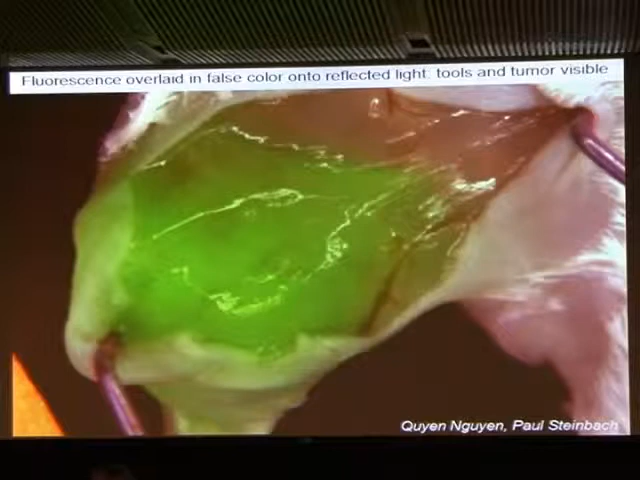 Fluorescence overlaid in false color onto reflected light: tools and tumor visible
Quyen Nguyen, Paul Steinbach